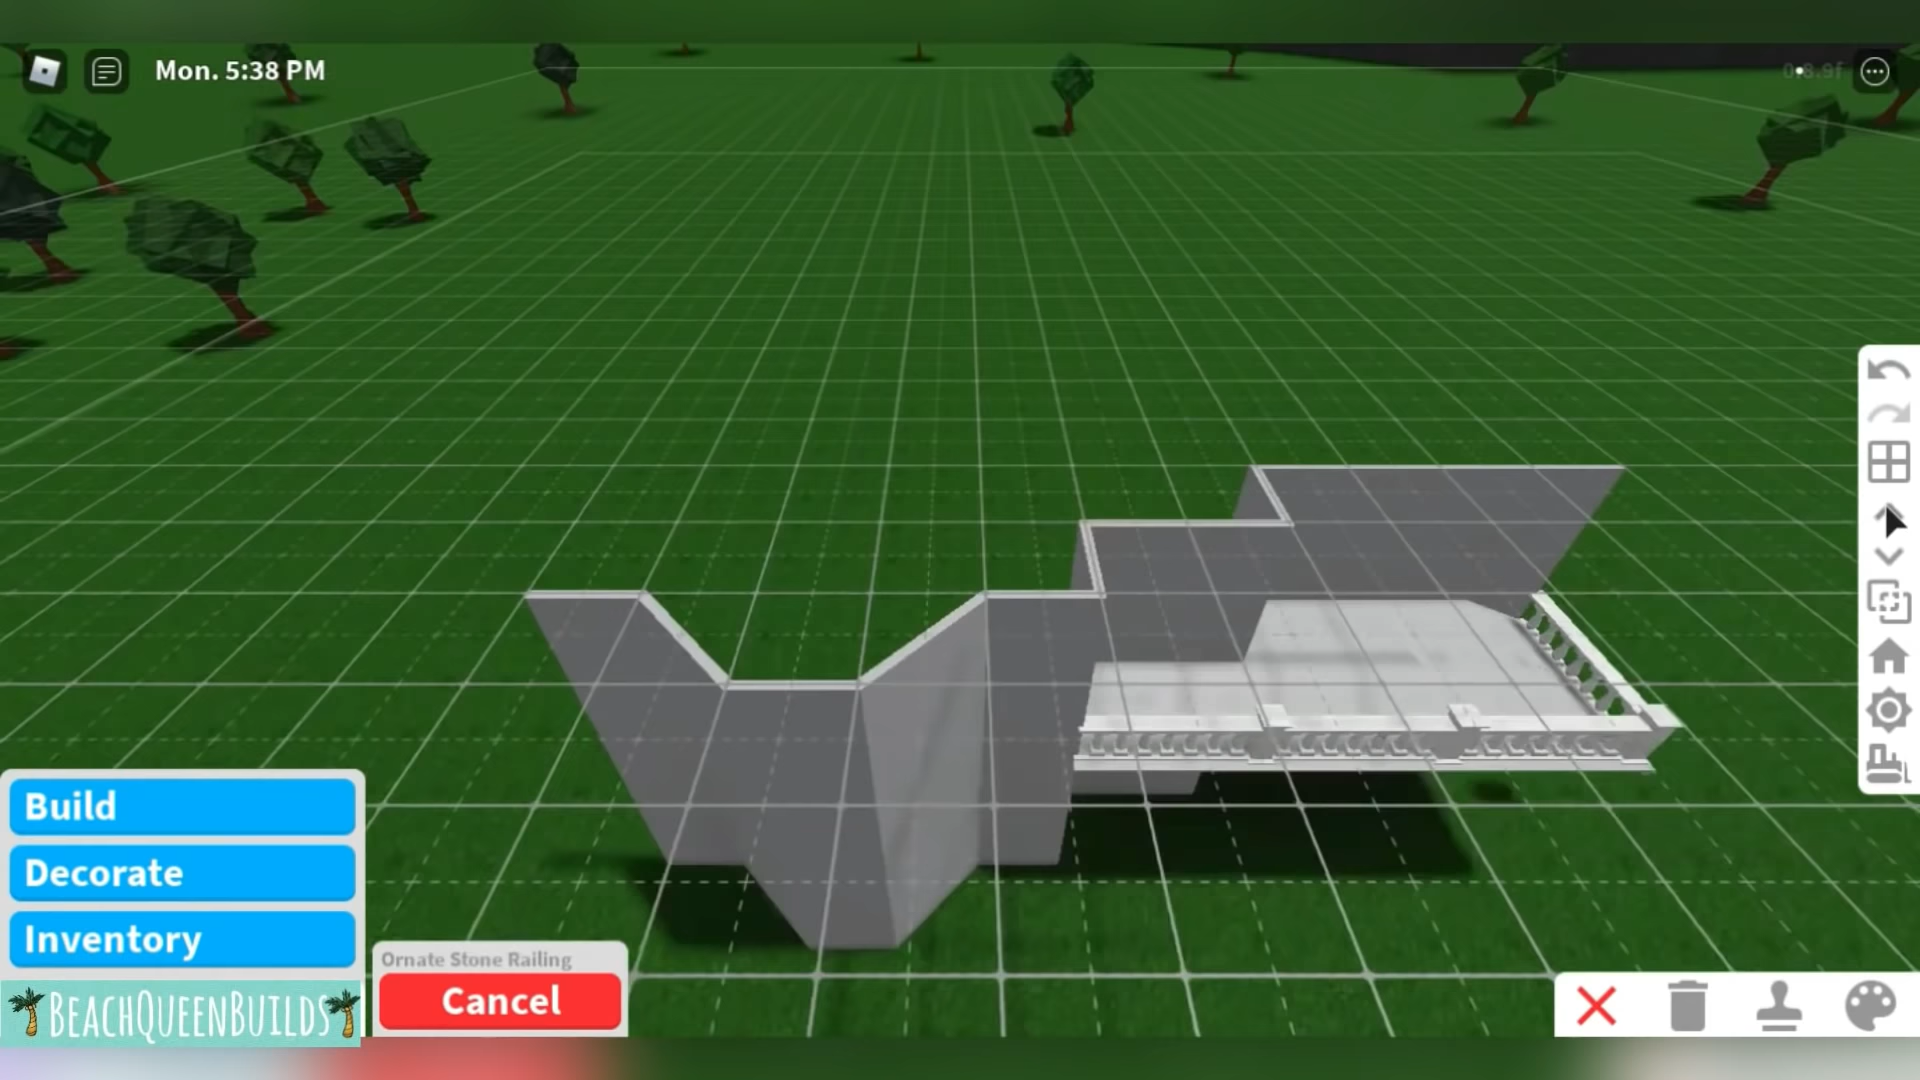 Mon. 5:38 PM
Build
Decorate
Inventory
Ornate Stone Railing
Cancel
BEACHQUEENBUILDS